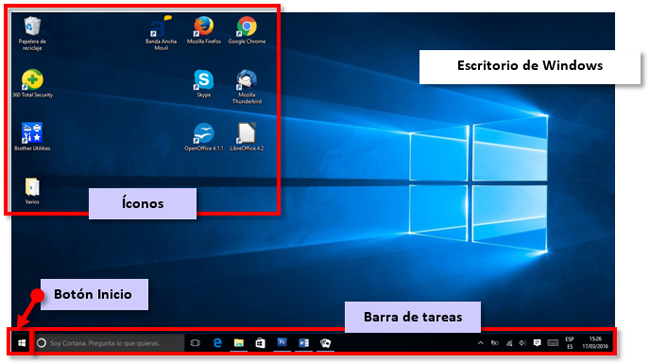 Papelera de
reciclaje
Banda Ancha
Movil
Mozilla Firefox
Google Chrome
Escritorio de Windows
360 Total Security
Skype
Mozilla
Thunderbird
Brother Utilities
OpenOffice 4.1.1
LibreOffice 4.2
Varios
Íconos
Botón Inicio
Barra de tareas
Soy Cortana. Pregunta lo que quieras.
ESP
ES
15:26
17/03/2016